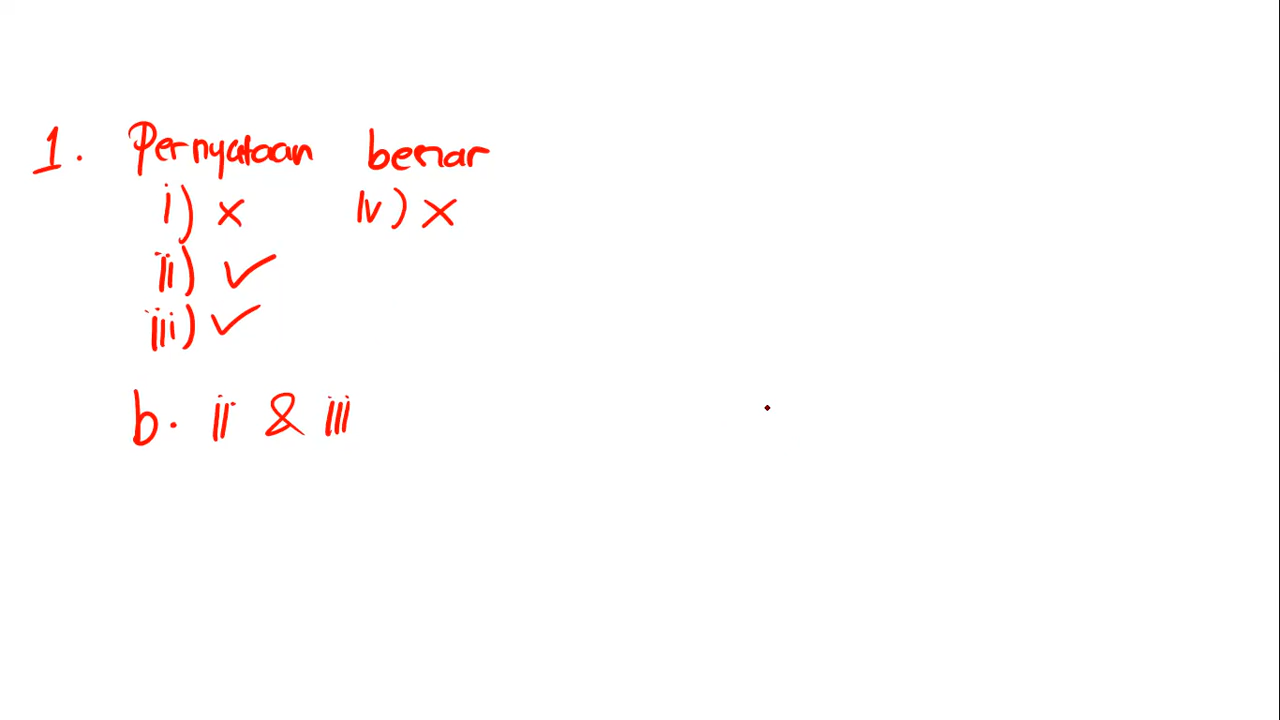 1. Pernyataan benar
i) × iv) ×
ii) ✓
iii) ✓
b. ii & iii